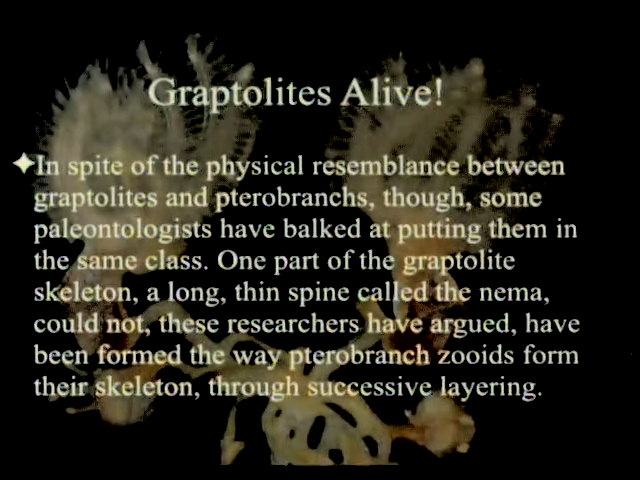 Graptolites Alive!
✦In spite of the physical resemblance between
graptolites and pterobranchs, though, some
paleontologists have balked at putting them in
the same class. One part of the graptolite
skeleton, a long, thin spine called the nema,
could not, these researchers have argued, have
been formed the way pterobranch zooids form
their skeleton, through successive layering.